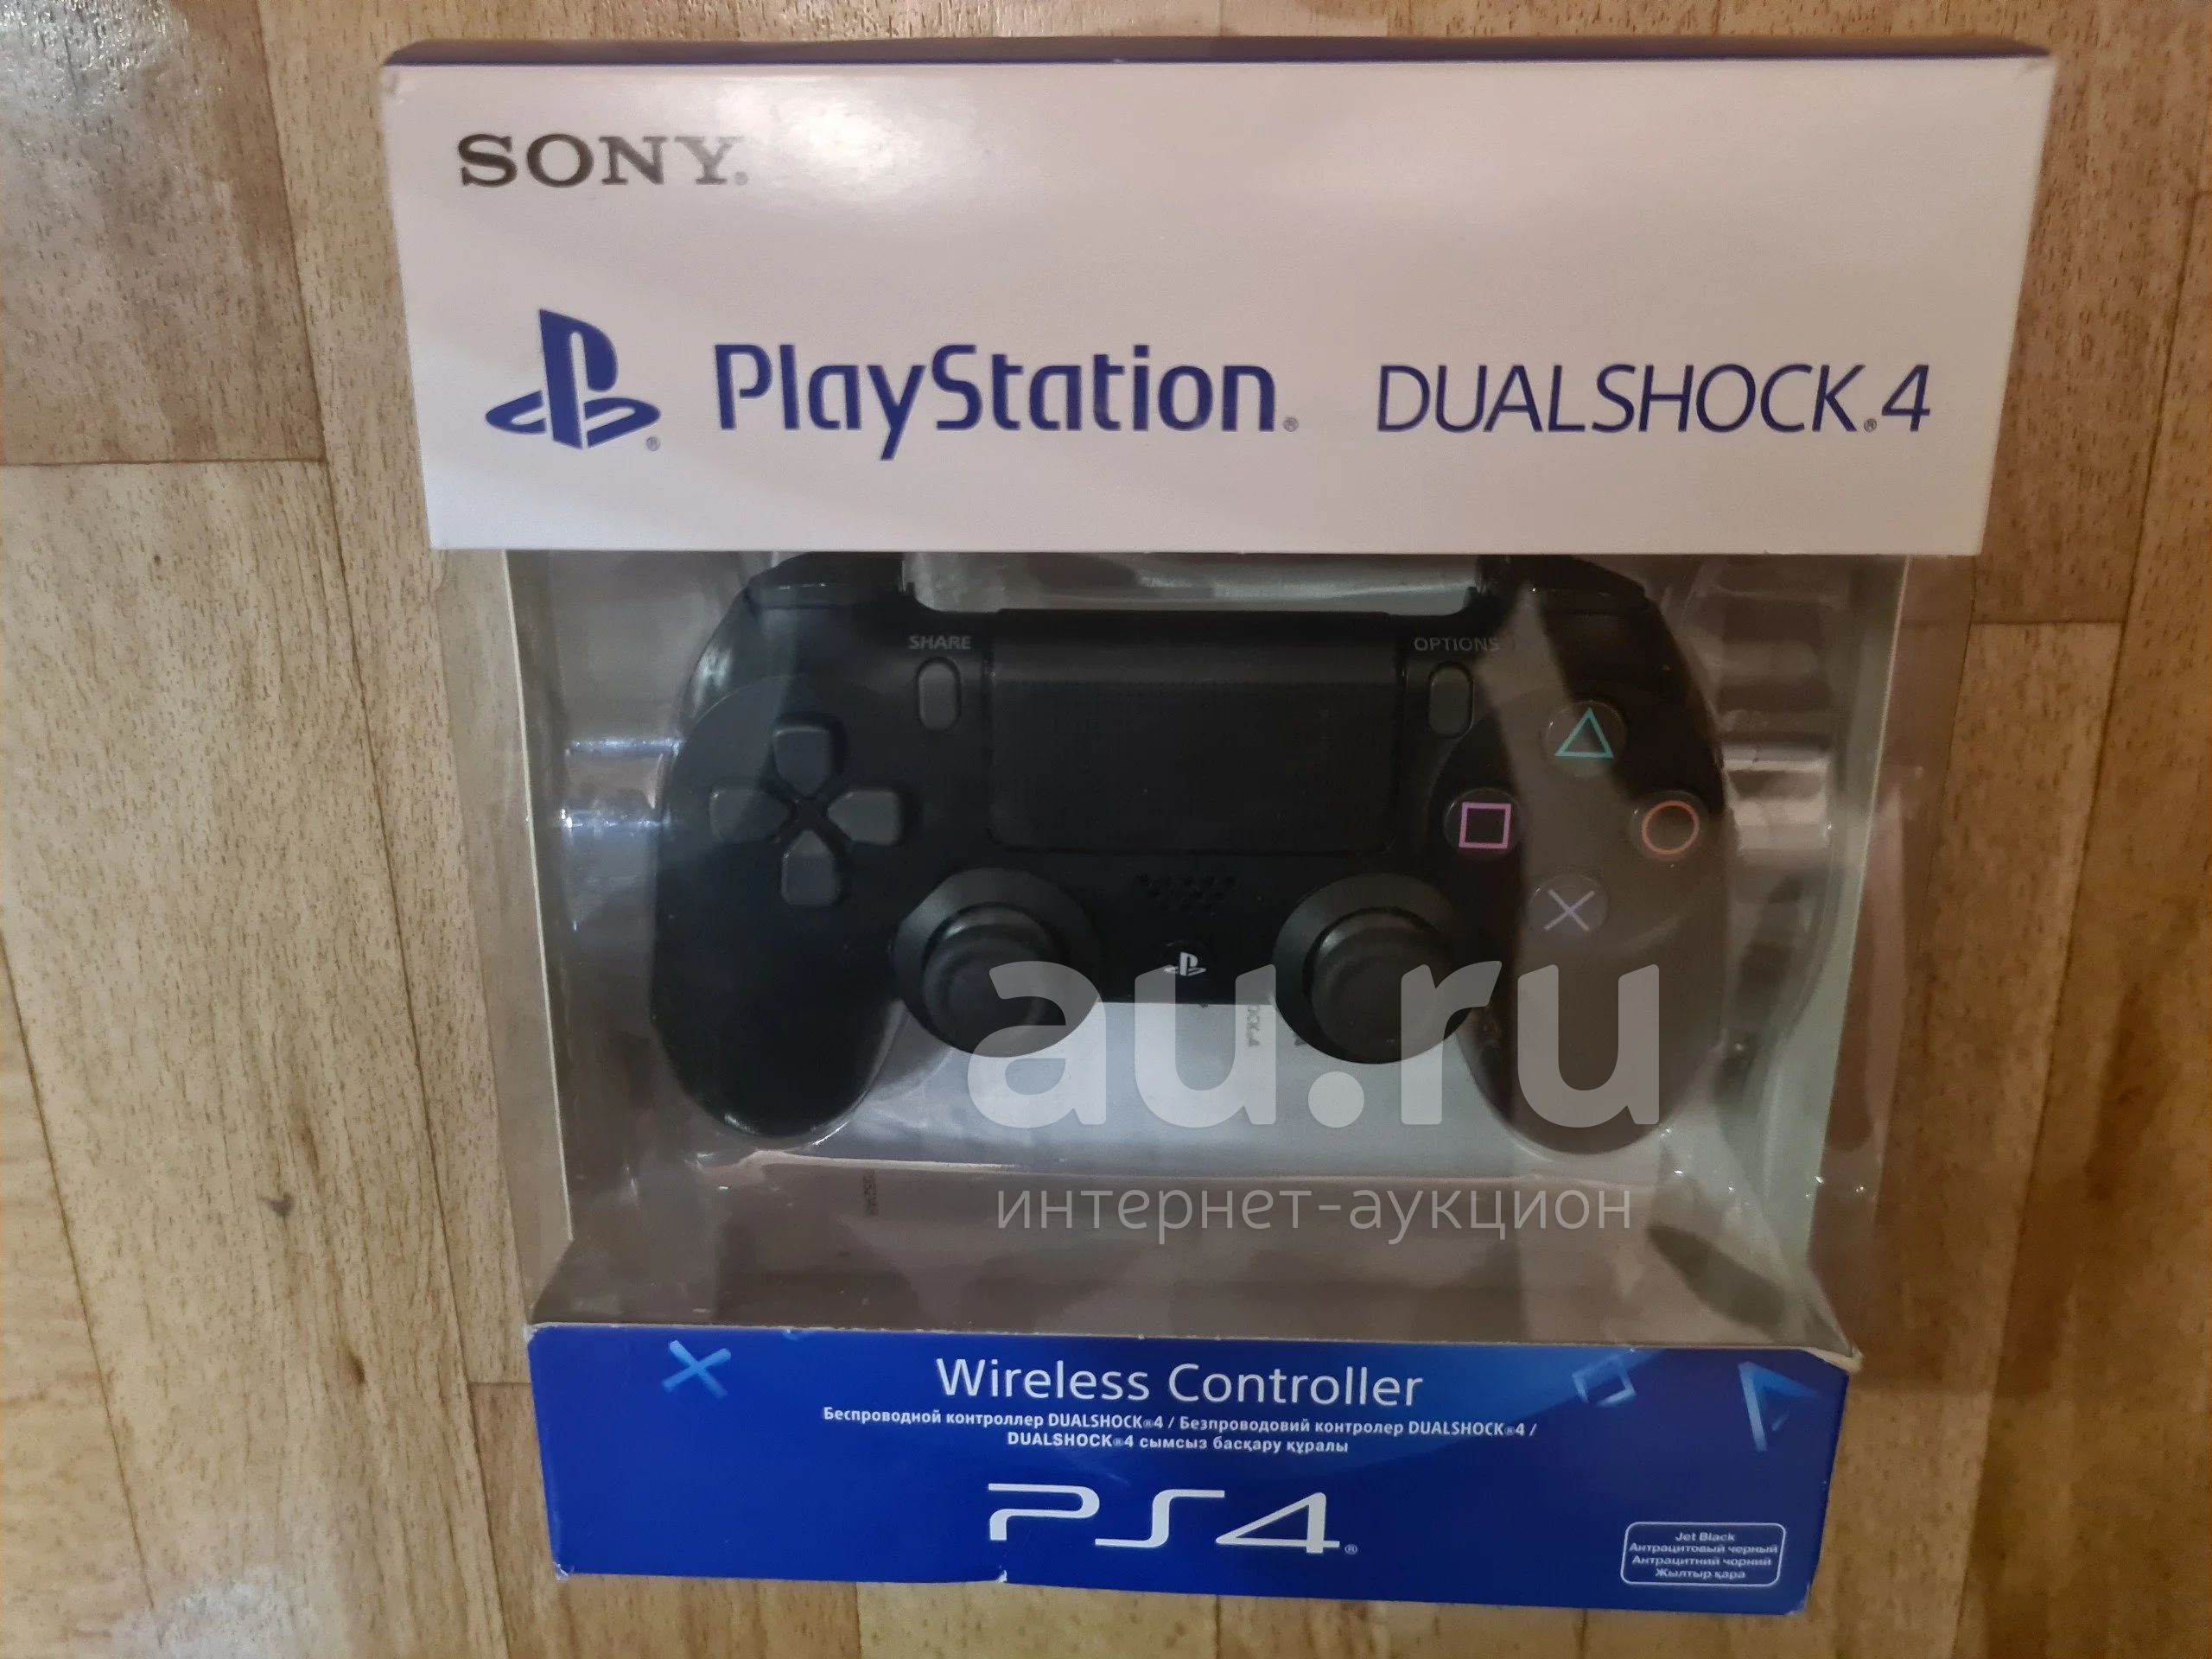 SONY
PlayStation® DUALSHOCK®4
SHARE
OPTIONS
au.ru
интернет-аукцион
Wireless Controller
Беспроводной контроллер DUALSHOCK®4 / Безпроводовий контролер DUALSHOCK®4 /
DUALSHOCK®4 сымсыз басқару құралы
PS4®
Jet Black
Антрацитовый черный
Антрацитний чорний
Жылтыр қара